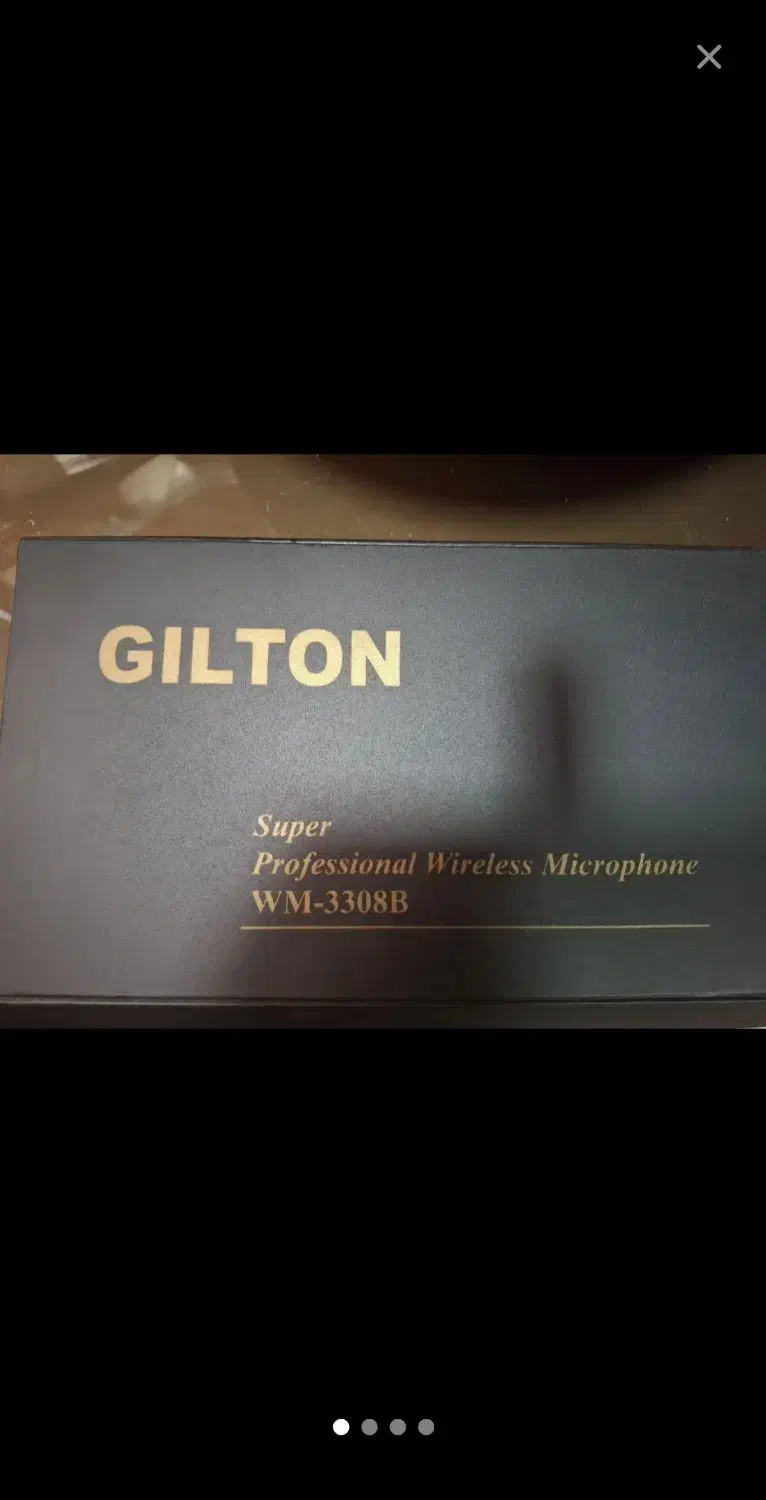 GILTON
Super
Professional Wireless Microphone
WM-3308B